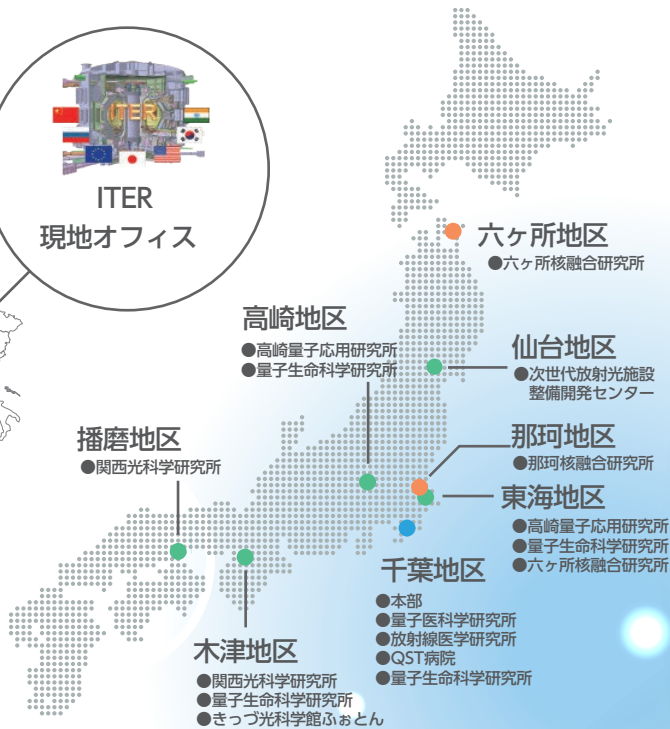 ITER
ITER
現地オフィス
六ヶ所地区
●六ヶ所核融合研究所
高崎地区
●高崎量子応用研究所
●量子生命科学研究所
仙台地区
●次世代放射光施設
整備開発センター
播磨地区
●関西光科学研究所
那珂地区
●那珂核融合研究所
東海地区
●高崎量子応用研究所
●量子生命科学研究所
●六ヶ所核融合研究所
千葉地区
●本部
●量子医科学研究所
●放射線医学研究所
●QST病院
●量子生命科学研究所
木津地区
●関西光科学研究所
●量子生命科学研究所
●きっづ光科学館ふぉとん